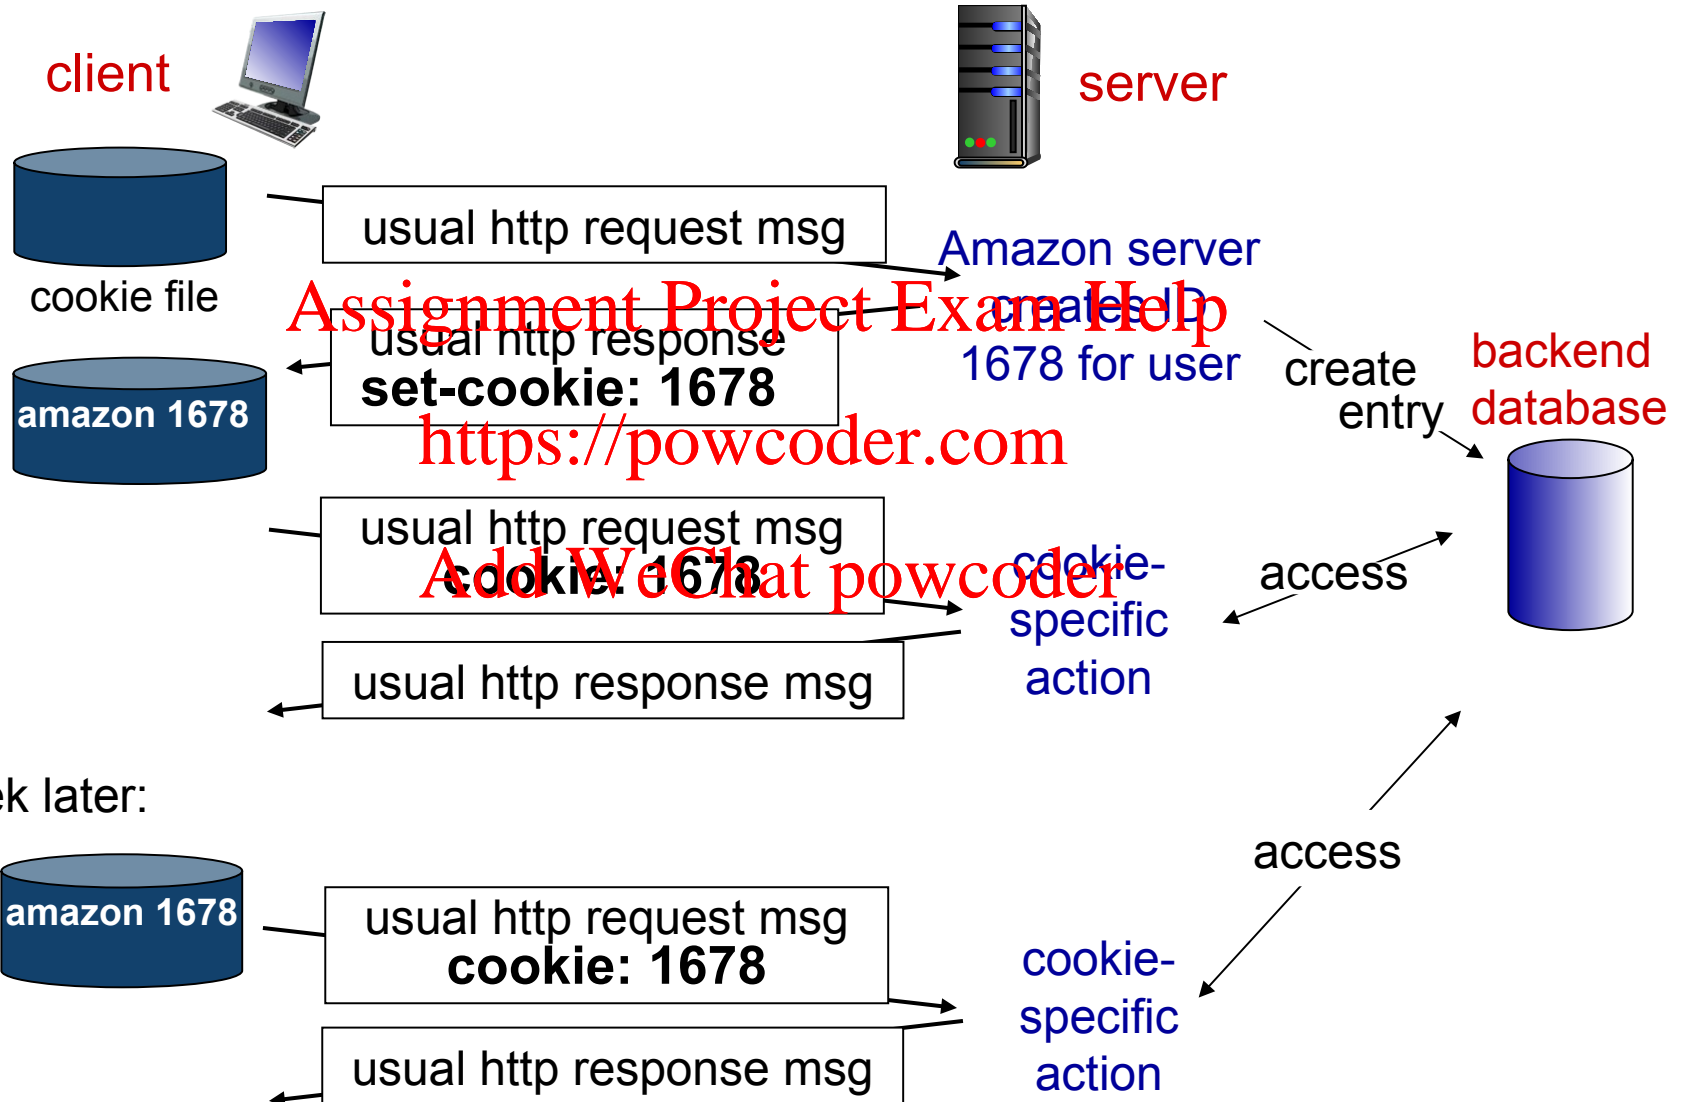 client
server
usual http request msg
Amazon server
creates ID
1678 for user
cookie file
Assignment Project Exam Help
usual http response
set-cookie: 1678
amazon 1678
create
entry
backend
database
https://powcoder.com
usual http request msg
cookie: 1678
Add WeChat powcoder
cookie-
specific
action
access
usual http response msg
ek later:
access
amazon 1678
usual http request msg
cookie: 1678
cookie-
specific
action
usual http response msg